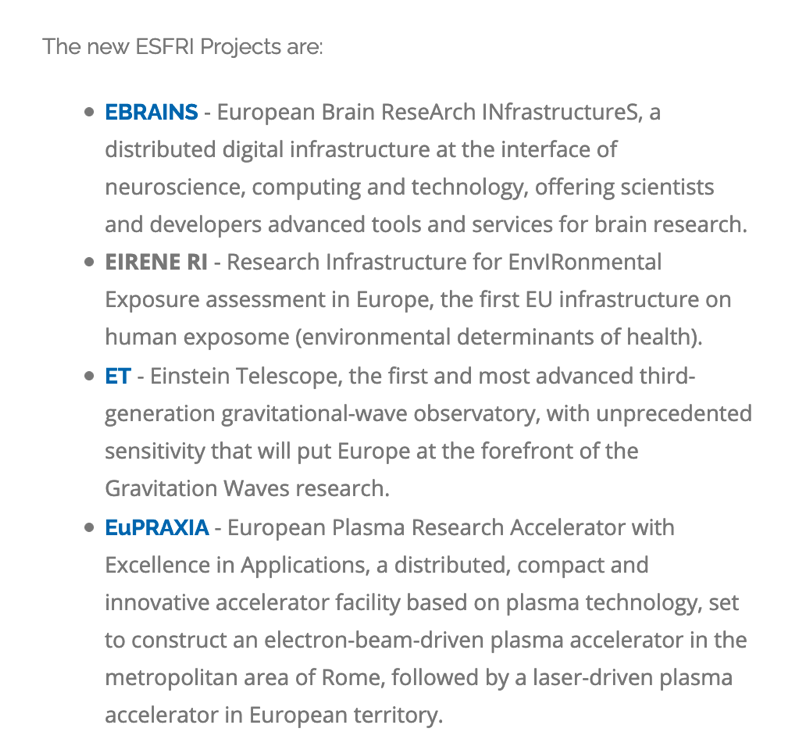 The new ESFRI Projects are:
• EBRAINS - European Brain ReseArch INfrastructureS, a
distributed digital infrastructure at the interface of
neuroscience, computing and technology, offering scientists
and developers advanced tools and services for brain research.
• EIRENE RI - Research Infrastructure for EnvIRonmental
Exposure assessment in Europe, the first EU infrastructure on
human exposome (environmental determinants of health).
• ET - Einstein Telescope, the first and most advanced third-
generation gravitational-wave observatory, with unprecedented
sensitivity that will put Europe at the forefront of the
Gravitation Waves research.
• EuPRAXIA - European Plasma Research Accelerator with
Excellence in Applications, a distributed, compact and
innovative accelerator facility based on plasma technology, set
to construct an electron-beam-driven plasma accelerator in the
metropolitan area of Rome, followed by a laser-driven plasma
accelerator in European territory.